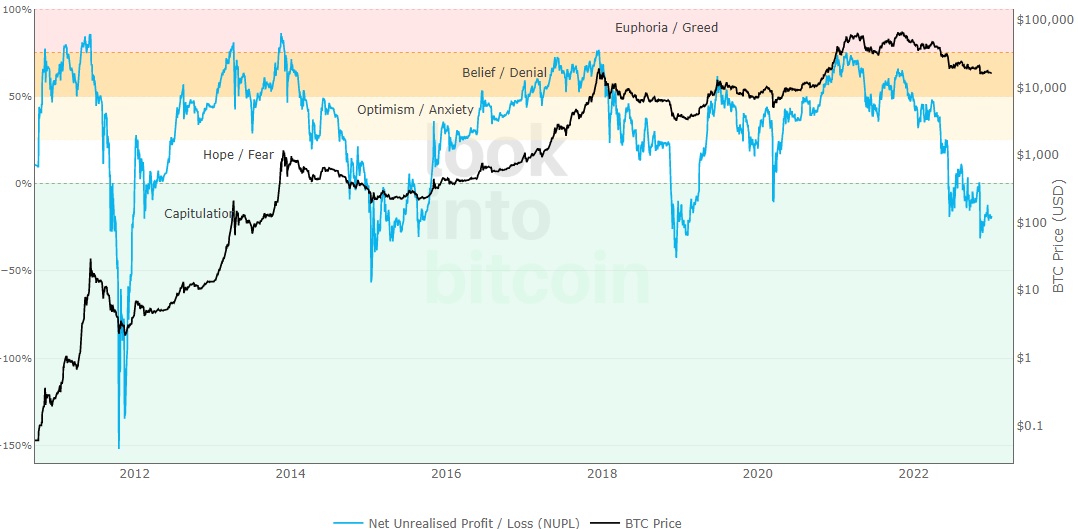 100%
50%
0%
−50%
−100%
−150%
Euphoria / Greed
Belief / Denial
Optimism / Anxiety
Hope / Fear
Capitulation
look
into
bitcoin
$100,000
$10,000
$1,000
$100
$10
$1
$0.1
BTC Price (USD)
2012 2014 2016 2018 2020 2022
Net Unrealised Profit / Loss (NUPL) BTC Price